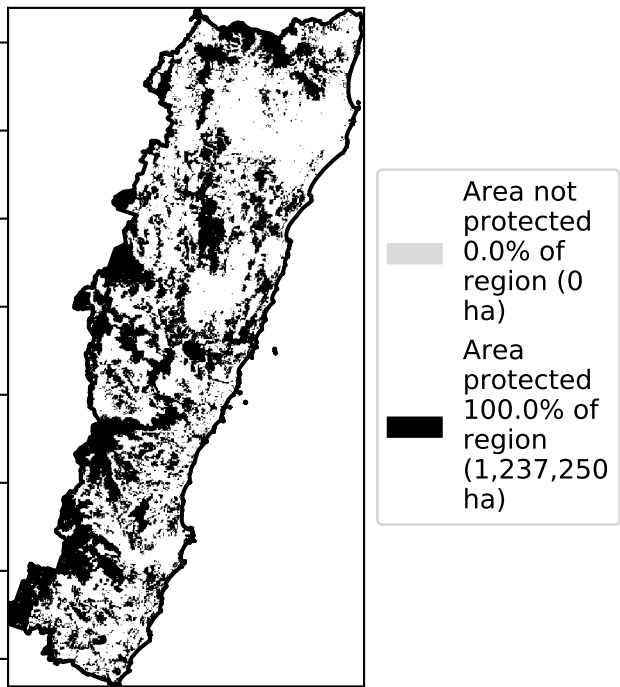 Area not
protected
0.0% of
region (0
ha)
Area
protected
100.0% of
region
(1,237,250
ha)